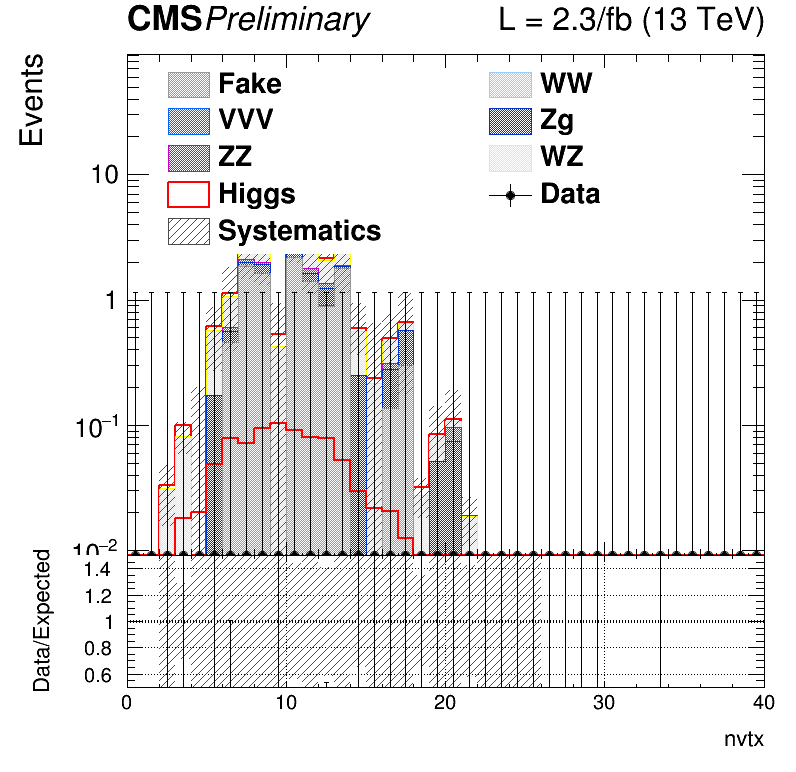 CMSPreliminary L = 2.3/fb (13 TeV)
Events
Fake WW
VVV Zg
ZZ WZ
Higgs Data
Systematics
10
1
10⁻¹
10⁻²
Data/Expected
1.4
1.2
1
0.8
0.6
0 10 20 30 40
nvtx